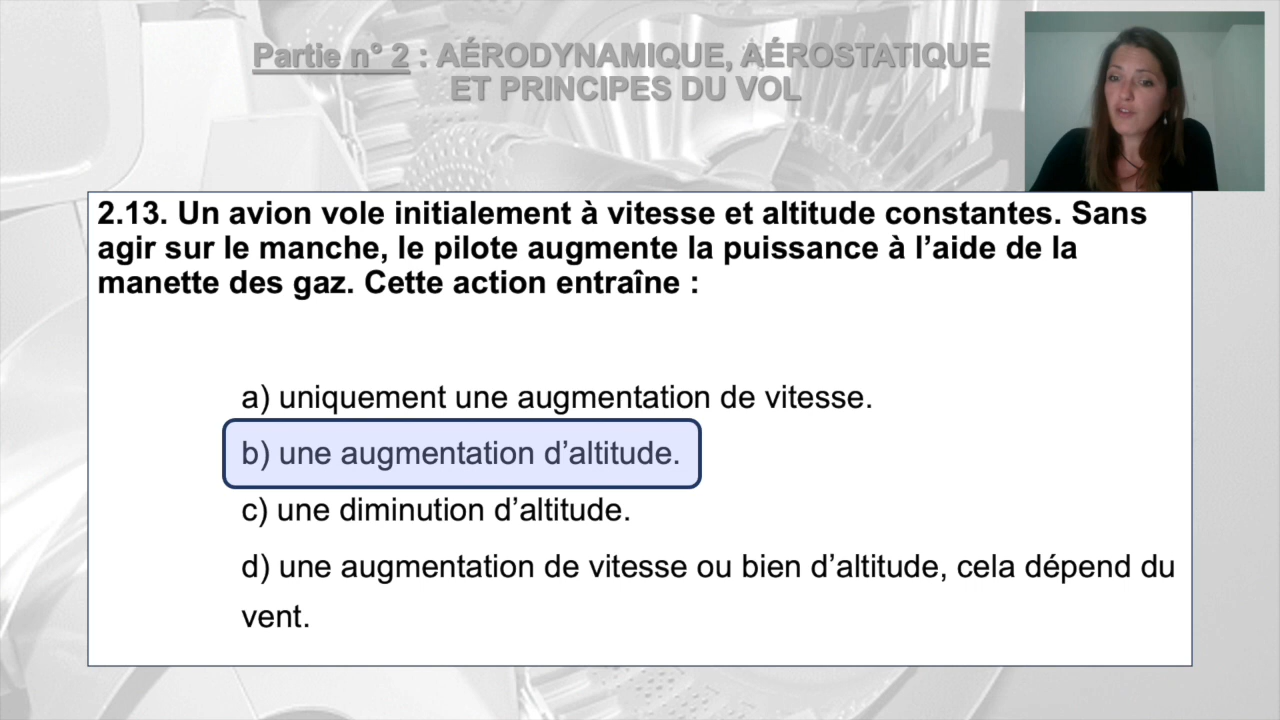 Partie n° 2 : AÉRODYNAMIQUE, AÉROSTATIQUE
ET PRINCIPES DU VOL
2.13. Un avion vole initialement à vitesse et altitude constantes. Sans
agir sur le manche, le pilote augmente la puissance à l’aide de la
manette des gaz. Cette action entraîne :
a) uniquement une augmentation de vitesse.
b) une augmentation d’altitude.
c) une diminution d’altitude.
d) une augmentation de vitesse ou bien d’altitude, cela dépend du
vent.